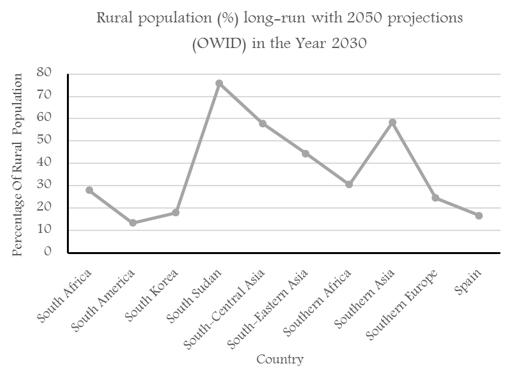 Rural population (%) long-run with 2050 projections
(OWID) in the Year 2030
Percentage Of Rural Population
80
70
60
50
40
30
20
10
0
South Africa
South America
South Korea
South Sudan
South-Central Asia
South-Eastern Asia
Southern Africa
Southern Asia
Southern Europe
Spain
Country